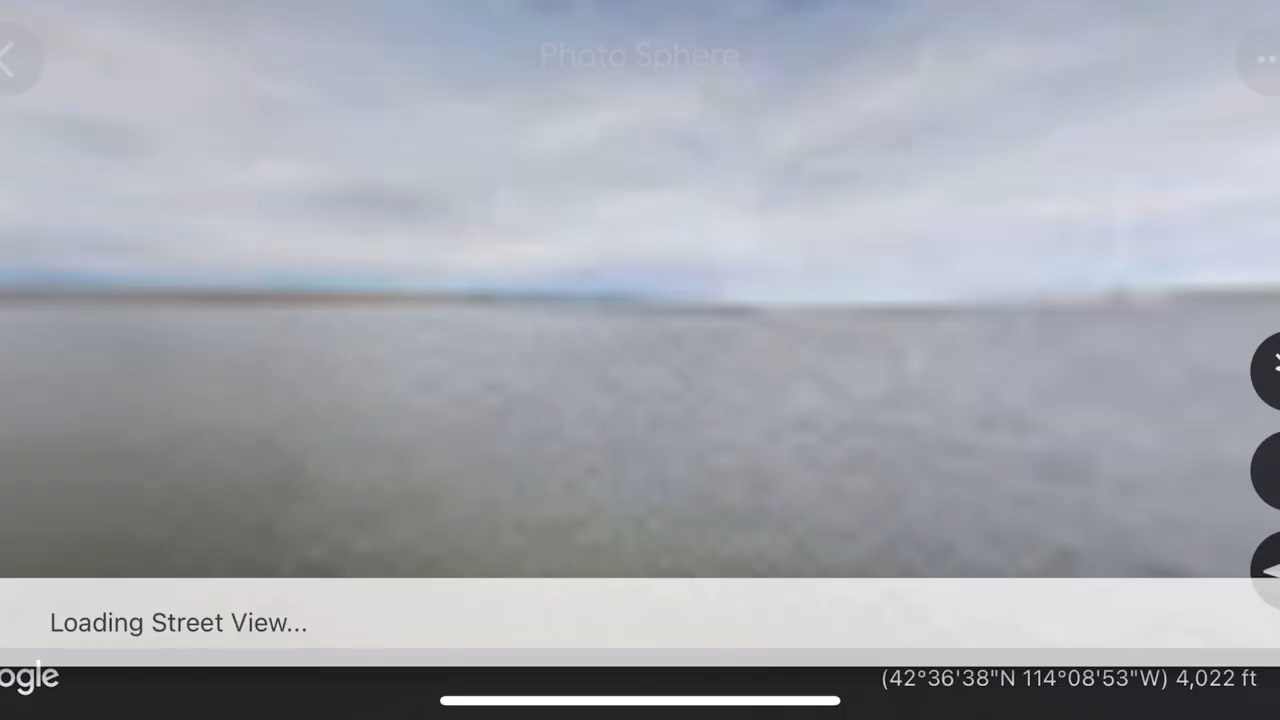 Photo Sphere
Loading Street View...
ogle
(42°36'38"N 114°08'53"W) 4,022 ft